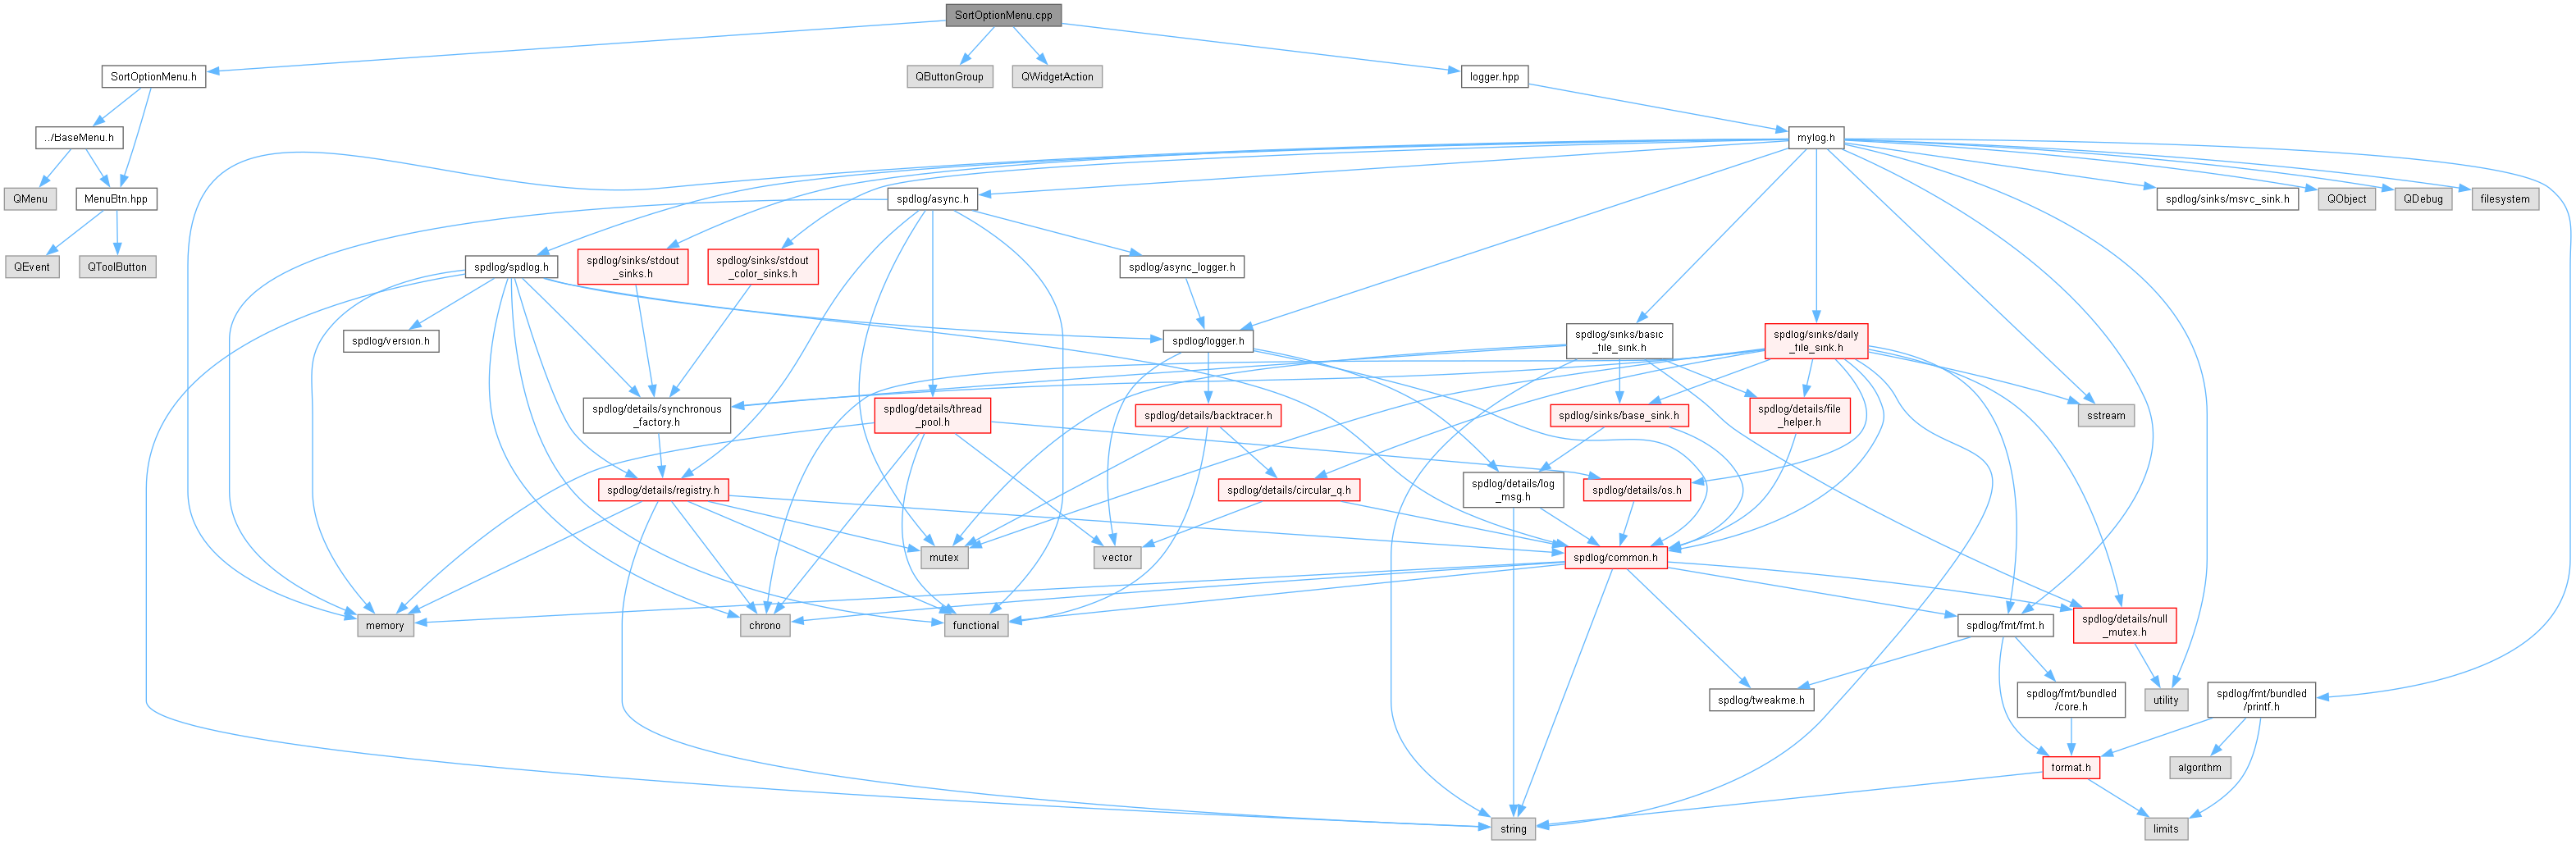 SortOptionMenu.cpp
SortOptionMenu.h
QButtonGroup
QWidgetAction
logger.hpp
../BaseMenu.h
mylog.h
QMenu
MenuBtn.hpp
spdlog/async.h
spdlog/sinks/msvc_sink.h
QObject
QDebug
filesystem
QEvent
QToolButton
spdlog/spdlog.h
spdlog/sinks/stdout
_sinks.h
spdlog/sinks/stdout
_color_sinks.h
spdlog/async_logger.h
spdlog/version.h
spdlog/logger.h
spdlog/sinks/basic
_file_sink.h
spdlog/sinks/daily
_file_sink.h
spdlog/details/synchronous
_factory.h
spdlog/details/thread
_pool.h
spdlog/details/backtracer.h
spdlog/sinks/base_sink.h
spdlog/details/file
_helper.h
sstream
spdlog/details/registry.h
spdlog/details/circular_q.h
spdlog/details/log
_msg.h
spdlog/details/os.h
mutex
vector
spdlog/common.h
memory
chrono
functional
spdlog/fmt/fmt.h
spdlog/details/null
_mutex.h
spdlog/tweakme.h
spdlog/fmt/bundled
/core.h
utility
spdlog/fmt/bundled
/printf.h
format.h
algorithm
string
limits